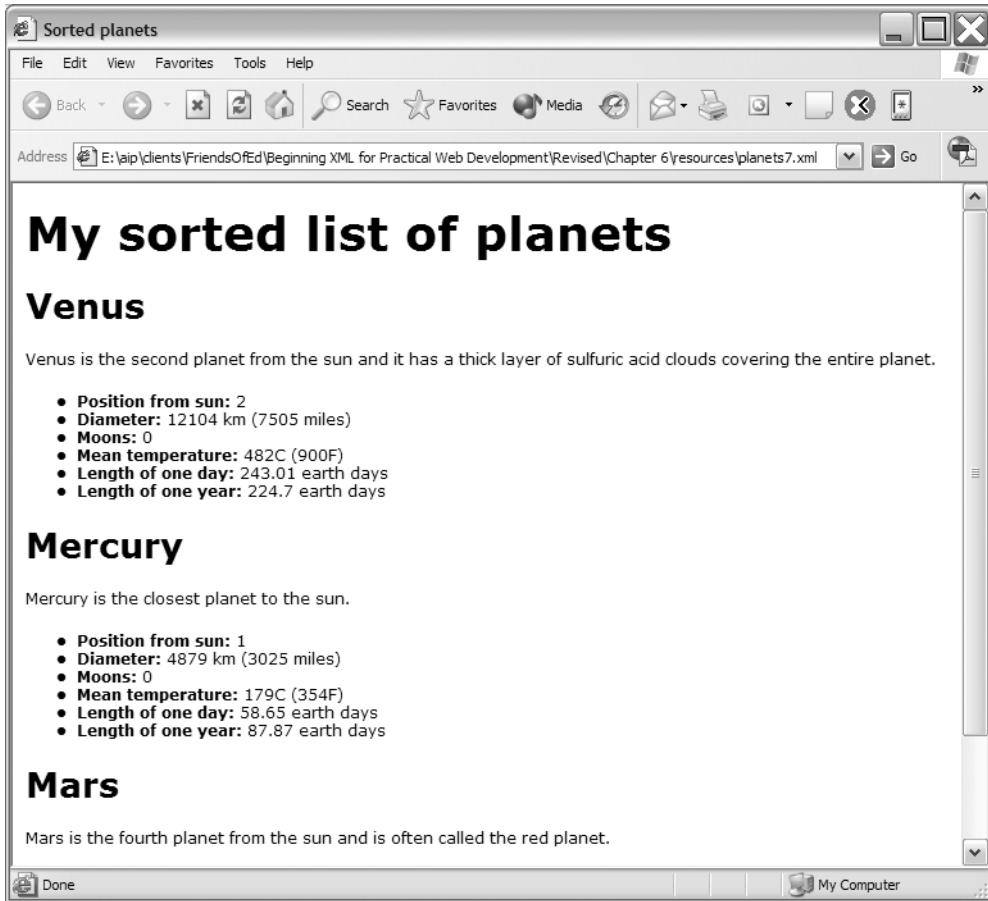 Sorted planets
File Edit View Favorites Tools Help
Back Search Favorites Media »
Address E:\aip\clients\FriendsOfEd\Beginning XML for Practical Web Development\Revised\Chapter 6\resources\planets7.xml Go
My sorted list of planets
Venus
Venus is the second planet from the sun and it has a thick layer of sulfuric acid clouds covering the entire planet.
• Position from sun: 2
• Diameter: 12104 km (7505 miles)
• Moons: 0
• Mean temperature: 482C (900F)
• Length of one day: 243.01 earth days
• Length of one year: 224.7 earth days
Mercury
Mercury is the closest planet to the sun.
• Position from sun: 1
• Diameter: 4879 km (3025 miles)
• Moons: 0
• Mean temperature: 179C (354F)
• Length of one day: 58.65 earth days
• Length of one year: 87.87 earth days
Mars
Mars is the fourth planet from the sun and is often called the red planet.
Done My Computer